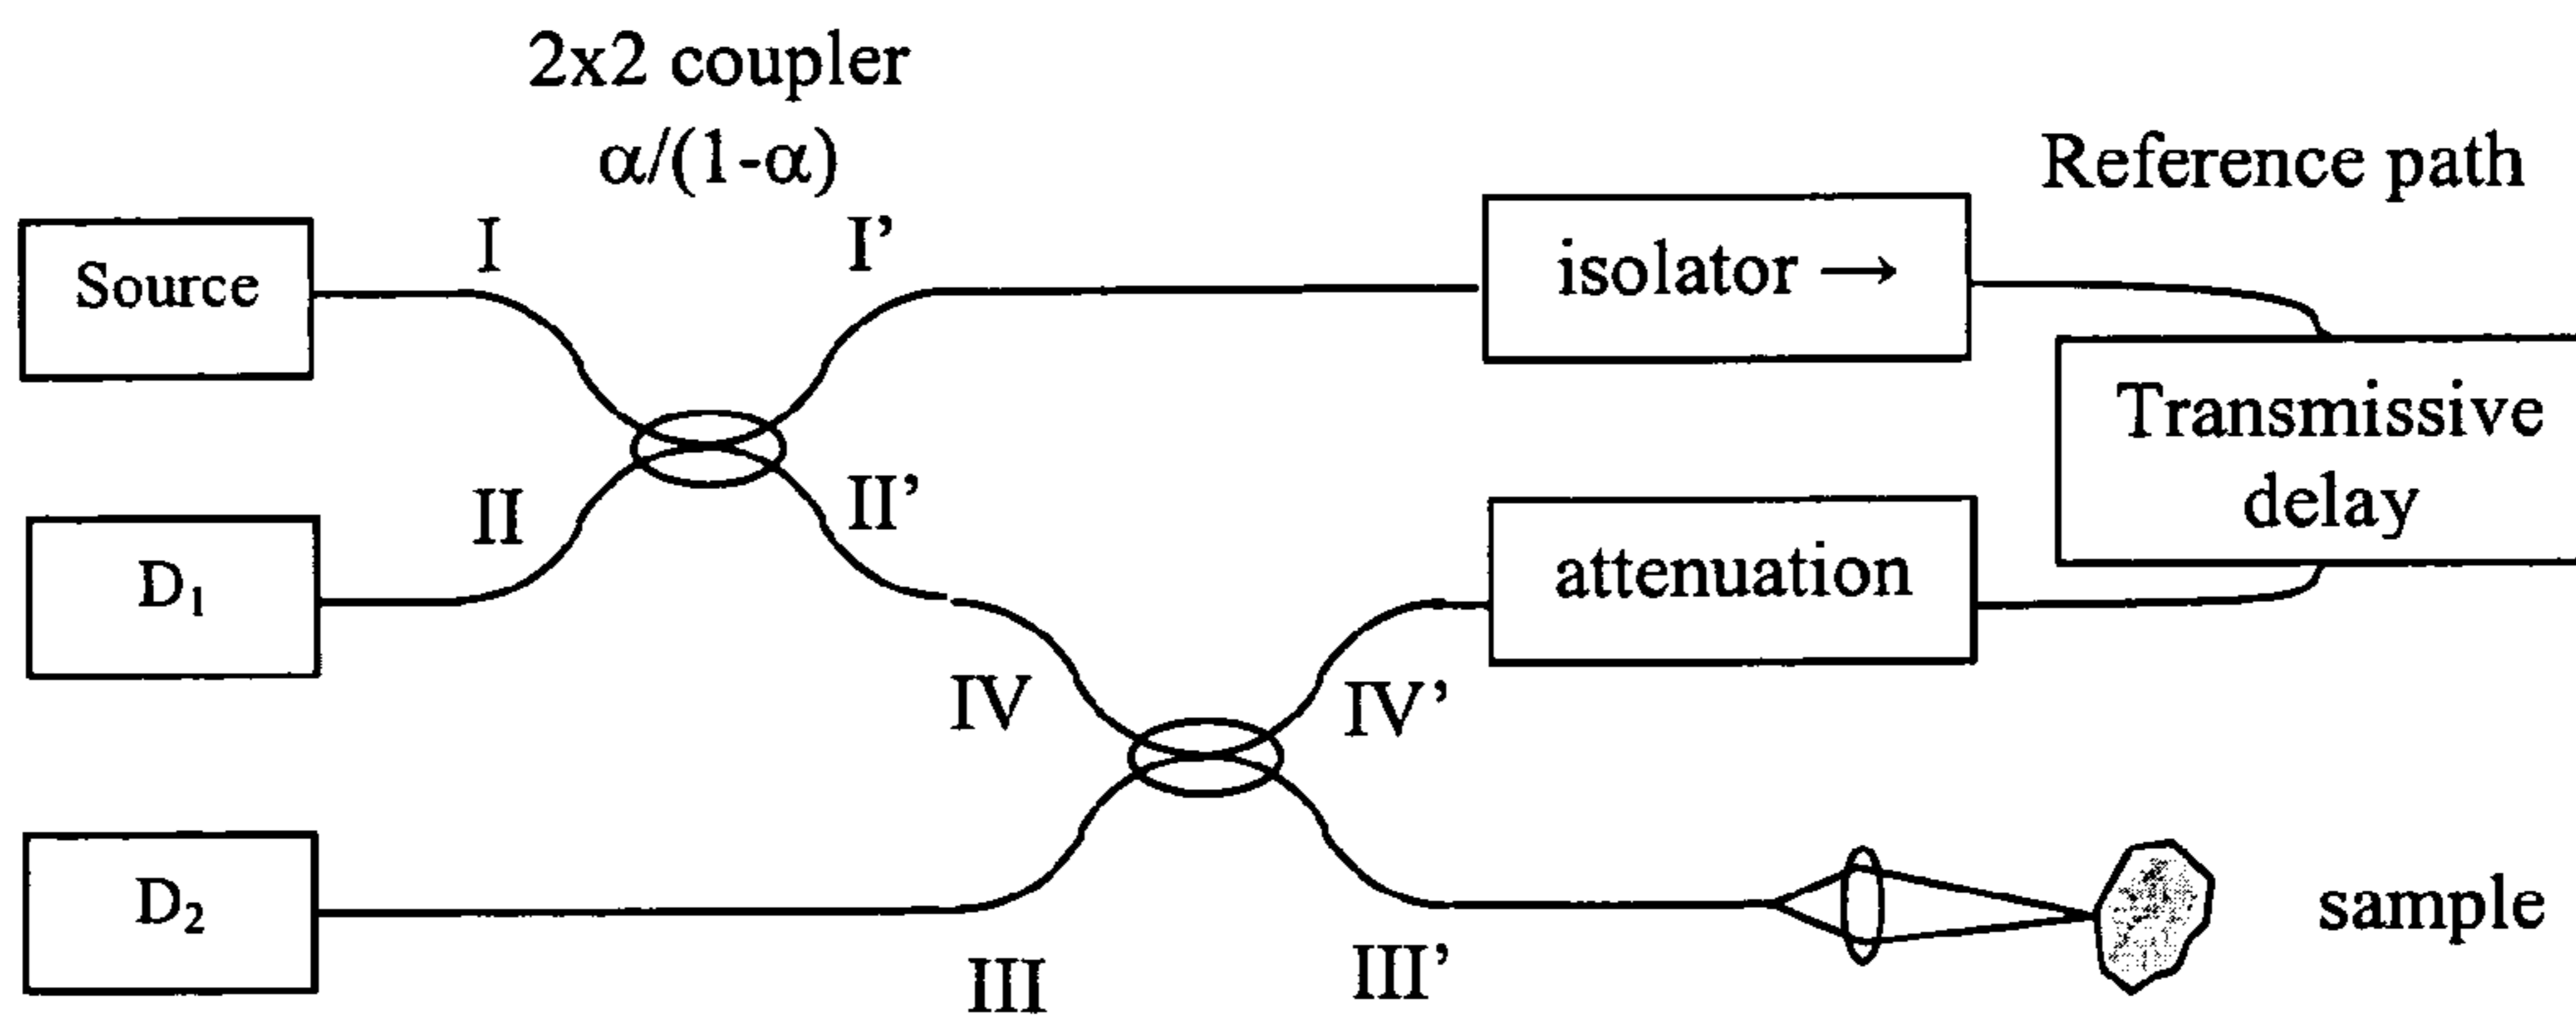 2x2 coupler
α/(1-α)
Reference path
Source
I
I’
isolator →
Transmissive
delay
D1
II
II’
attenuation
IV
IV’
D2
III
III’
sample